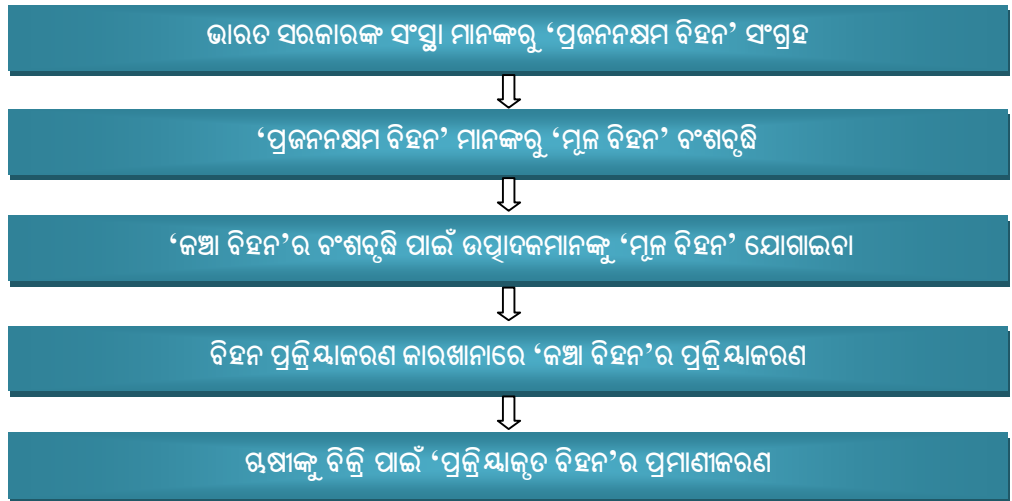 ଭାରତ ସରକାରଙ୍କ ସଂସ୍ଥା ମାନଙ୍କରୁ ‘ପ୍ରଜନନକ୍ଷମ ବିହନ’ ସଂଗ୍ରହ
‘ପ୍ରଜନନକ୍ଷମ ବିହନ’ ମାନଙ୍କରୁ ‘ମୂଳ ବିହନ’ ବଂଶବୃଦ୍ଧି
‘କଞ୍ଚା ବିହନ’ର ବଂଶବୃଦ୍ଧି ପାଇଁ ଉତ୍ପାଦକମାନଙ୍କୁ ‘ମୂଳ ବିହନ’ ଯୋଗାଇବା
ବିହନ ପ୍ରକ୍ରିୟାକରଣ କାରଖାନାରେ ‘କଞ୍ଚା ବିହନ’ର ପ୍ରକ୍ରିୟାକରଣ
ଋଷୀଙ୍କୁ ବିକ୍ରି ପାଇଁ ‘ପ୍ରକ୍ରିୟାକୃତ ବିହନ’ର ପ୍ରମାଣୀକରଣ